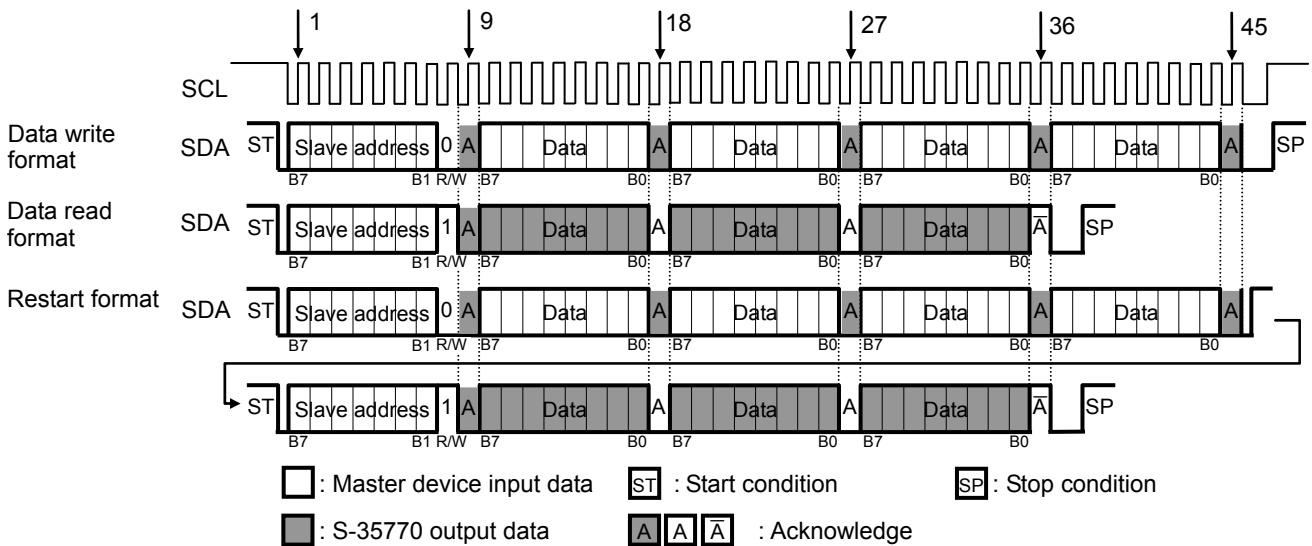 1 9 18 27 36 45
SCL
Data write
format
SDA ST Slave address 0 A Data A Data A Data A Data A SP
B7 B1 R/W B7 B0 B7 B0 B7 B0 B7 B0
Data read
format
SDA ST Slave address 1 A Data A Data A Data A̅ SP
B7 B1 R/W B7 B0 B7 B0 B7 B0
Restart format
SDA ST Slave address 0 A Data A Data A Data A Data A
B7 B1 R/W B7 B0 B7 B0 B7 B0 B7 B0
ST Slave address 1 A Data A Data A Data A̅ SP
B7 B1 R/W B7 B0 B7 B0 B7 B0
: Master device input data ST : Start condition SP : Stop condition
: S-35770 output data A A A̅ : Acknowledge